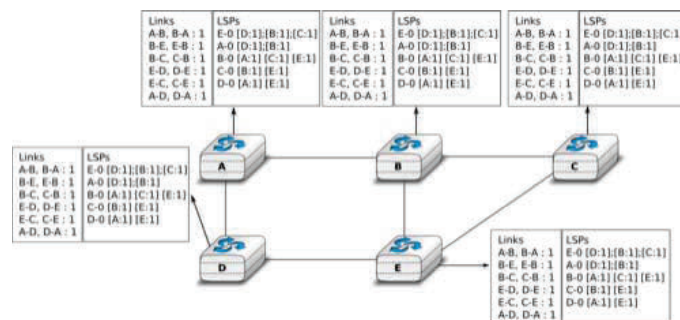 Links LSPs
A-B, B-A : 1 E-0 [D:1];[B:1];[C:1]
B-E, E-B : 1 A-0 [D:1];[B:1]
B-C, C-B : 1 B-0 [A:1] [C:1] [E:1]
E-D, D-E : 1 C-0 [B:1] [E:1]
E-C, C-E : 1 D-0 [A:1] [E:1]
A-D, D-A : 1
Links LSPs
A-B, B-A : 1 E-0 [D:1];[B:1];[C:1]
B-E, E-B : 1 A-0 [D:1];[B:1]
B-C, C-B : 1 B-0 [A:1] [C:1] [E:1]
E-D, D-E : 1 C-0 [B:1] [E:1]
E-C, C-E : 1 D-0 [A:1] [E:1]
A-D, D-A : 1
Links LSPs
A-B, B-A : 1 E-0 [D:1];[B:1];[C:1]
B-E, E-B : 1 A-0 [D:1];[B:1]
B-C, C-B : 1 B-0 [A:1] [C:1] [E:1]
E-D, D-E : 1 C-0 [B:1] [E:1]
E-C, C-E : 1 D-0 [A:1] [E:1]
A-D, D-A : 1
A
B
C
Links LSPs
A-B, B-A : 1 E-0 [D:1];[B:1];[C:1]
B-E, E-B : 1 A-0 [D:1];[B:1]
B-C, C-B : 1 B-0 [A:1] [C:1] [E:1]
E-D, D-E : 1 C-0 [B:1] [E:1]
E-C, C-E : 1 D-0 [A:1] [E:1]
A-D, D-A : 1
D
E
Links LSPs
A-B, B-A : 1 E-0 [D:1];[B:1];[C:1]
B-E, E-B : 1 A-0 [D:1];[B:1]
B-C, C-B : 1 B-0 [A:1] [C:1] [E:1]
E-D, D-E : 1 C-0 [B:1] [E:1]
E-C, C-E : 1 D-0 [A:1] [E:1]
A-D, D-A : 1